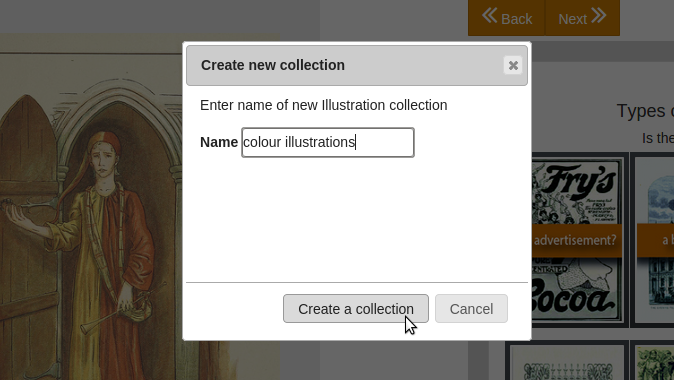 Back
Next
Create new collection
Enter name of new Illustration collection
Name colour illustrations
Create a collection
Cancel
Types
Is the
Fry's
advertisement?
a b
Cocoa